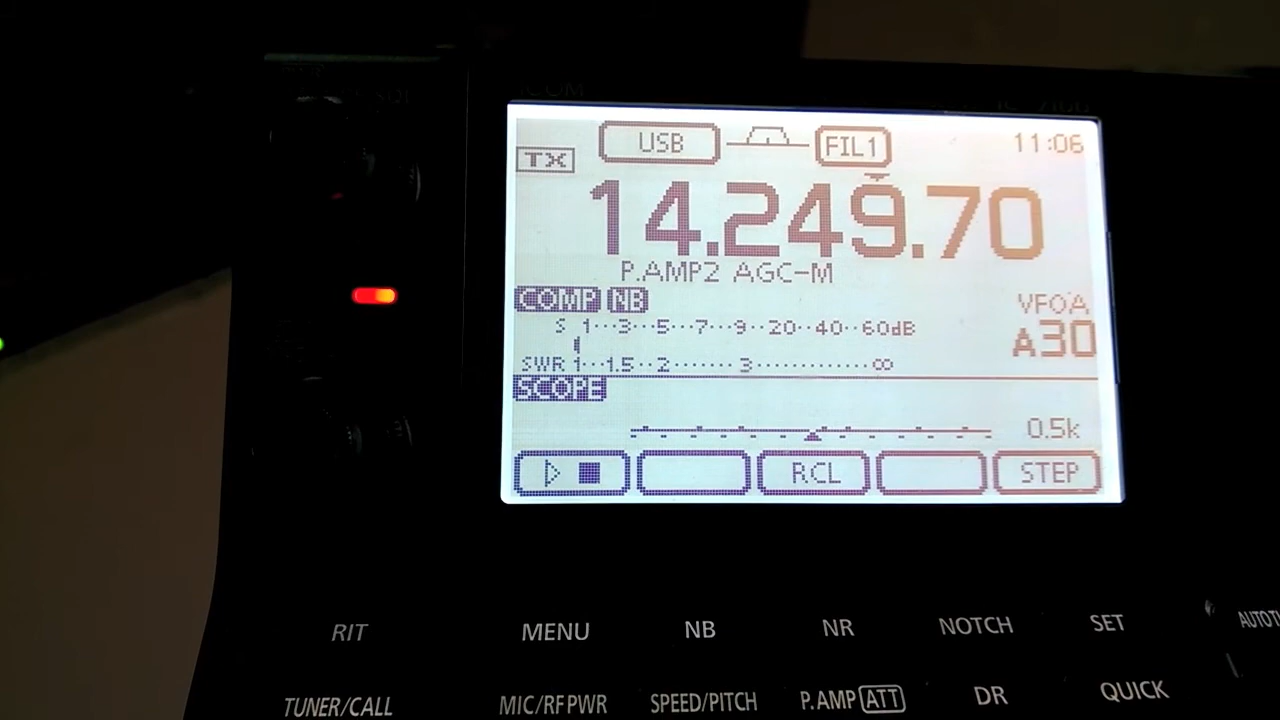 ICOM
USB FIL1 11:06
TX
14.249.70
P.AMP2 AGC-M
COMP NB
VFOA
S 1···3··5···7···9··20··40··60dB
A30
SWR 1···1.5··2·······3············∞
SCOPE
0.5k
RCL STEP
RIT MENU NB NR NOTCH SET
TUNER/CALL MIC/RF PWR SPEED/PITCH P.AMP ATT DR QUICK